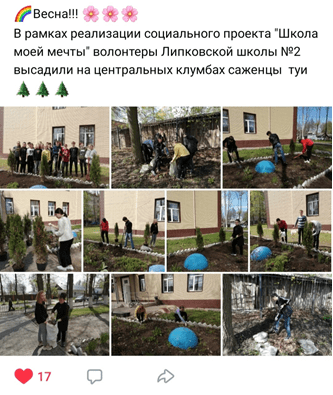 🌈Весна!!! 🌸🌸🌸
В рамках реализации социального проекта "Школа
моей мечты" волонтеры Липковской школы №2
высадили на центральных клумбах саженцы туи
🌲🌲🌲
17